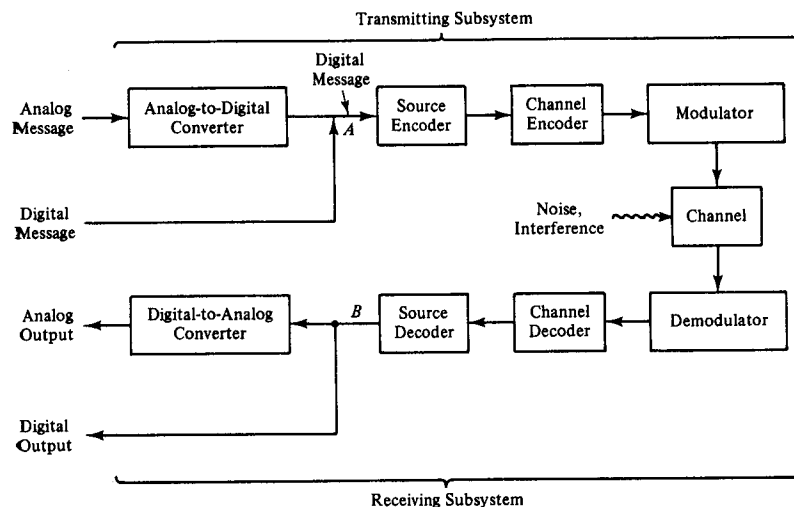 Transmitting Subsystem
Digital
Message
Analog
Message
Analog-to-Digital
Converter
A
Source
Encoder
Channel
Encoder
Modulator
Digital
Message
Noise,
Interference
Channel
Analog
Output
Digital-to-Analog
Converter
B
Source
Decoder
Channel
Decoder
Demodulator
Digital
Output
Receiving Subsystem